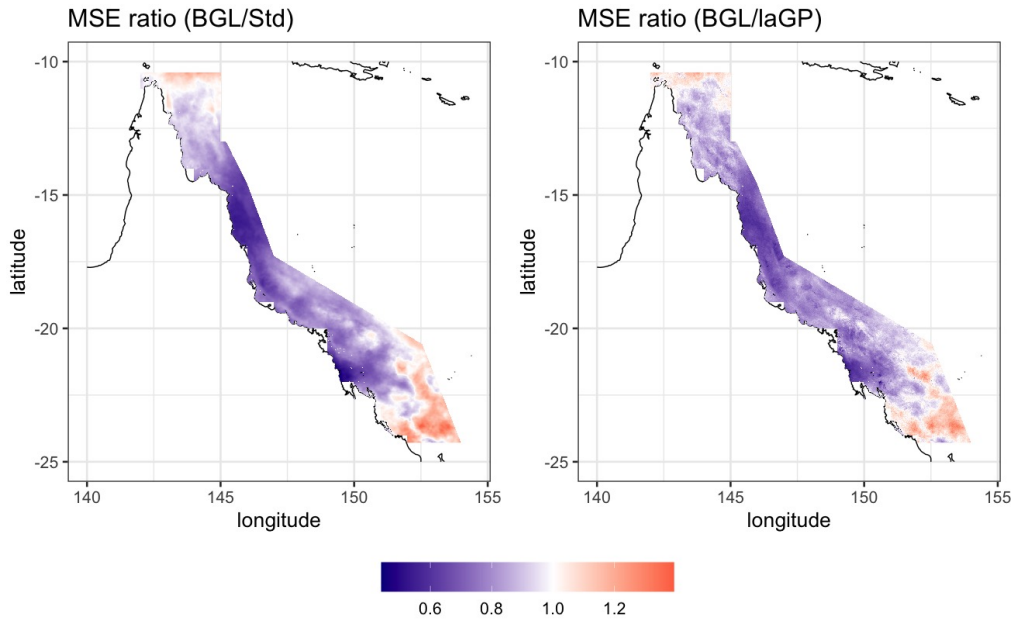 MSE ratio (BGL/Std)
-10
-15
-20
-25
140 145 150 155
longitude
latitude
MSE ratio (BGL/laGP)
-10
-15
-20
-25
140 145 150 155
longitude
latitude
0.6 0.8 1.0 1.2